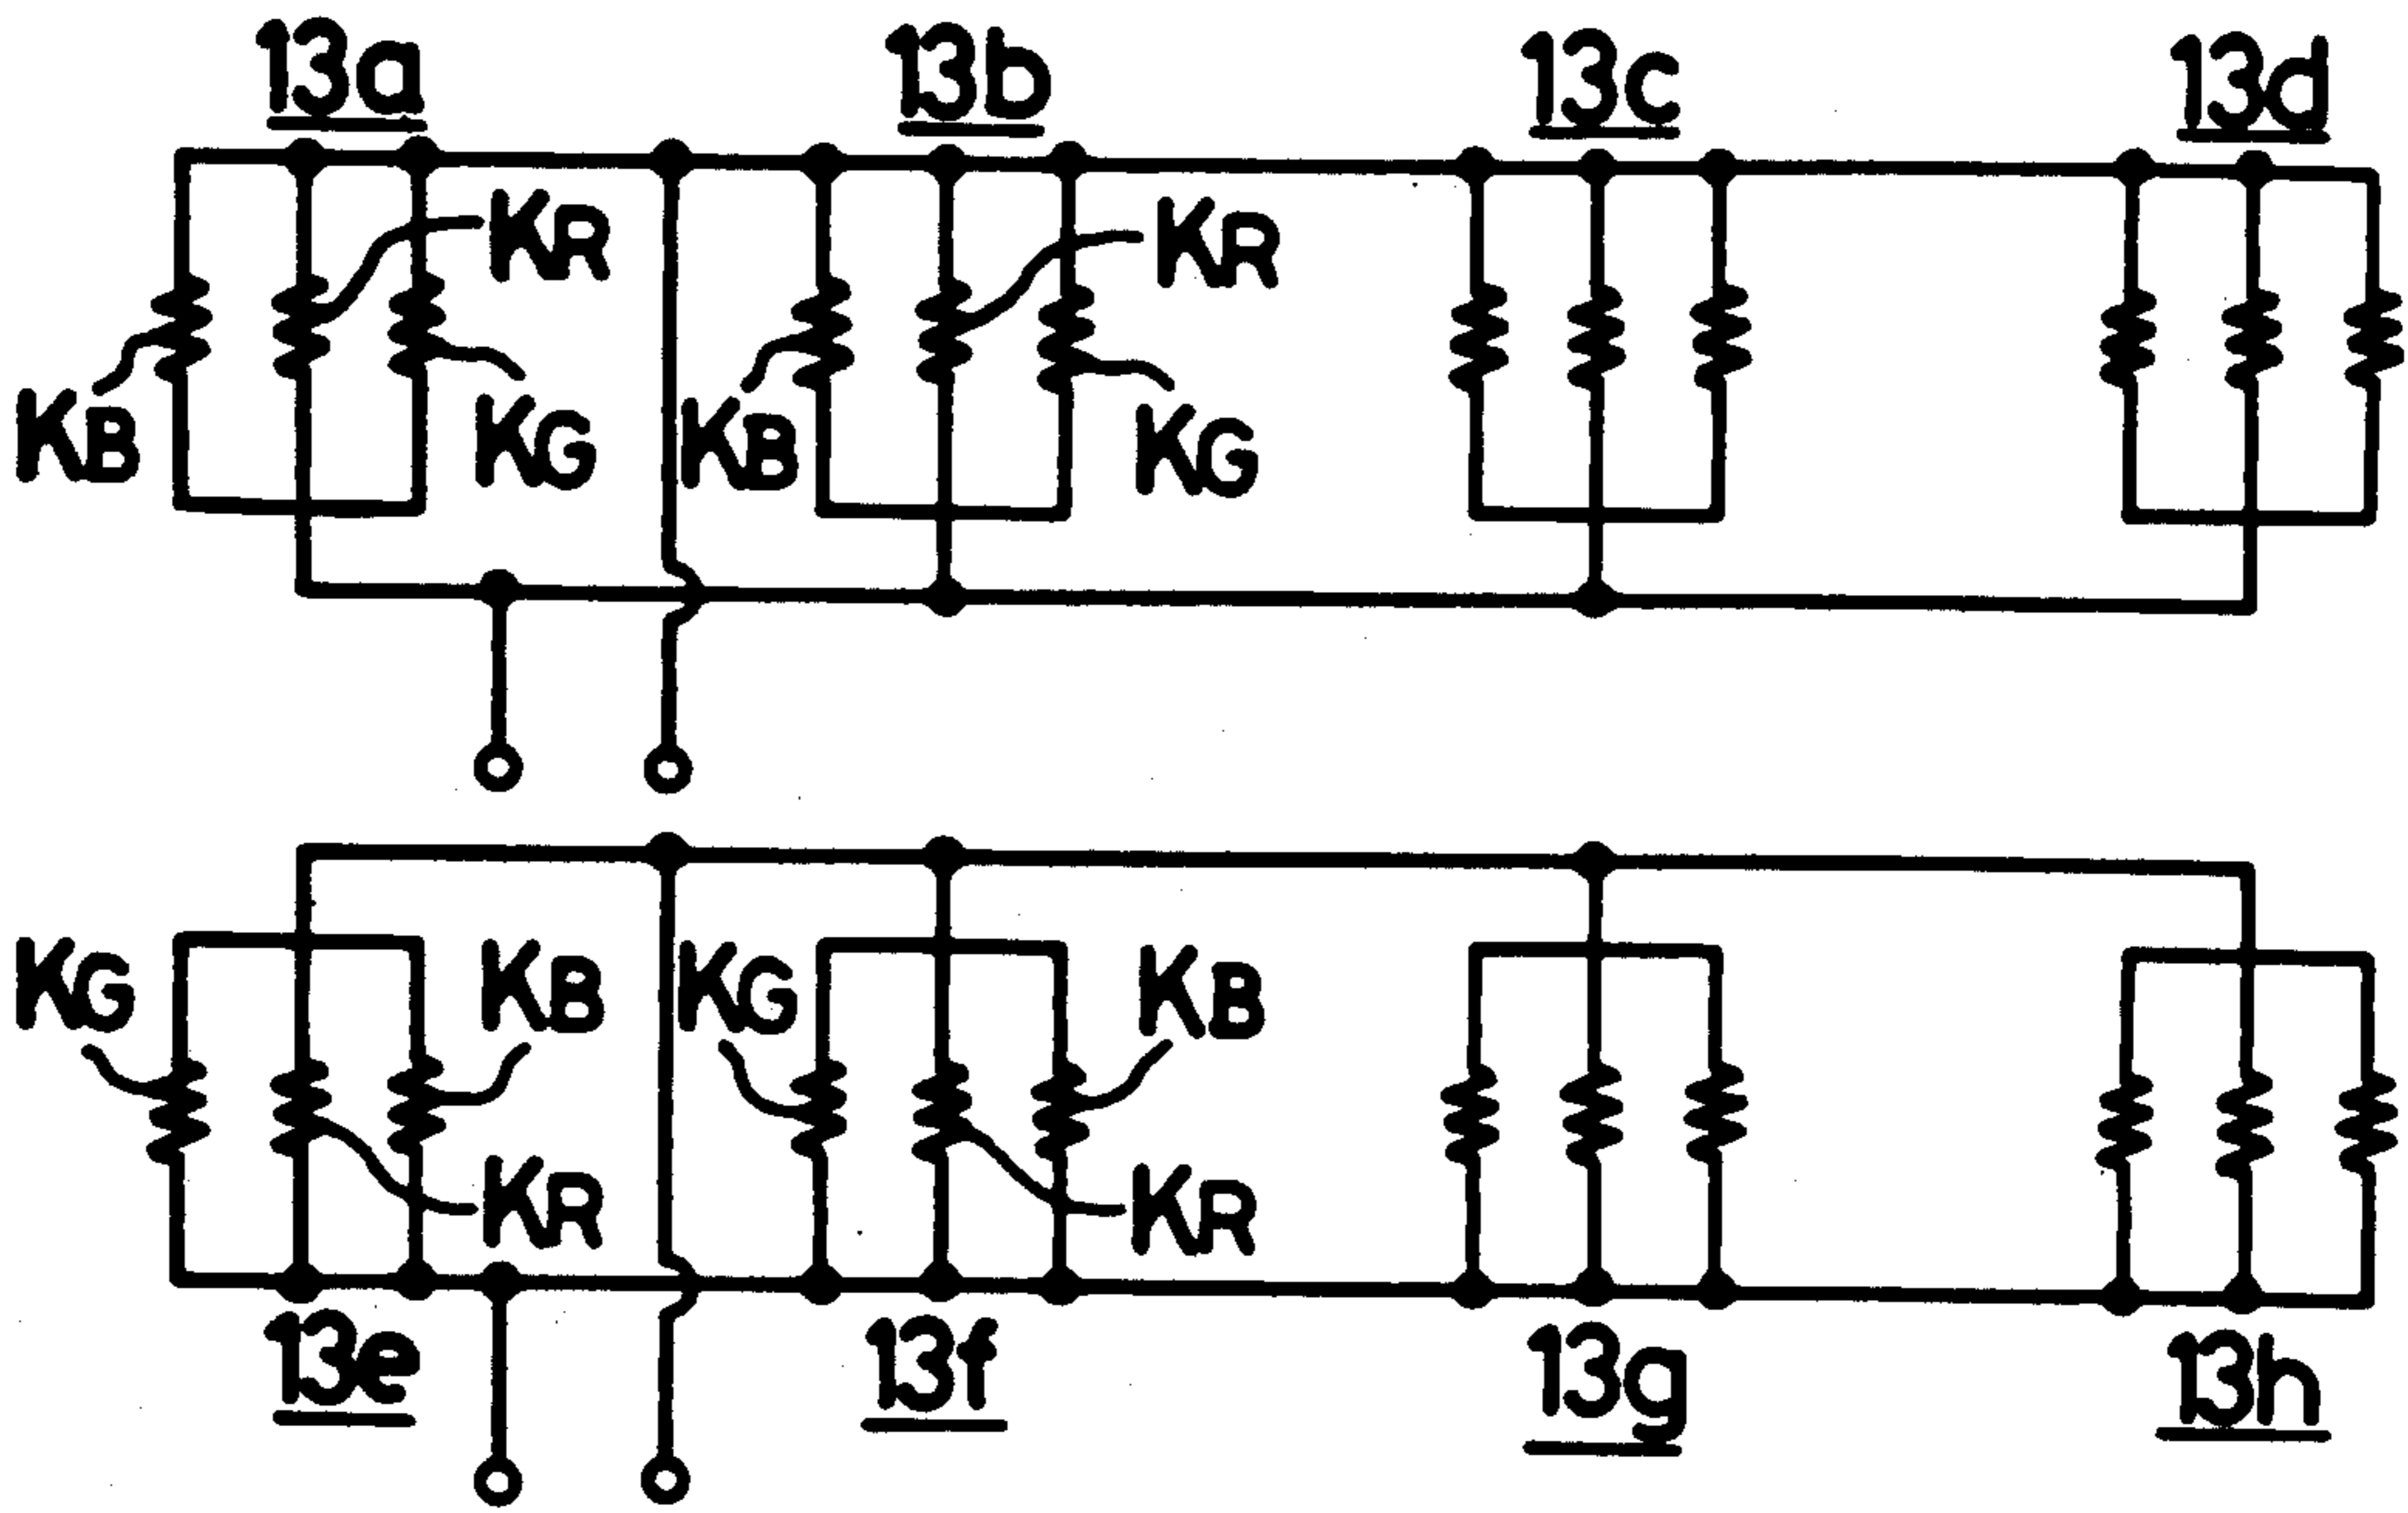 13a 13b 13c 13d
KR KR
KB KG KB KG
KG KB KG KB
KR KR
13e 13f 13g 13h